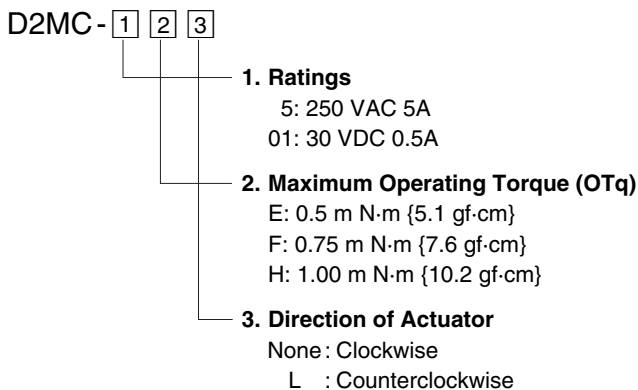 D2MC-1 2 3
1. Ratings
5: 250 VAC 5A
01: 30 VDC 0.5A
2. Maximum Operating Torque (OTq)
E: 0.5 m N·m {5.1 gf·cm}
F: 0.75 m N·m {7.6 gf·cm}
H: 1.00 m N·m {10.2 gf·cm}
3. Direction of Actuator
None : Clockwise
L : Counterclockwise